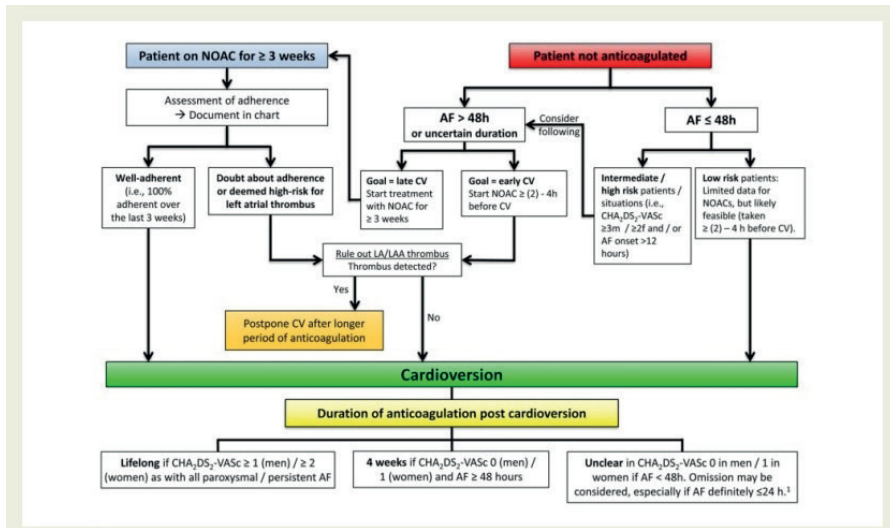 Patient on NOAC for ≥ 3 weeks
Patient not anticoagulated
Assessment of adherence
→ Document in chart
AF > 48h
or uncertain duration
Consider
following
AF ≤ 48h
Well-adherent
(i.e., 100%
adherent over
the last 3 weeks)
Doubt about adherence
or deemed high-risk for
left atrial thrombus
Goal = late CV
Start treatment
with NOAC for
≥ 3 weeks
Goal = early CV
Start NOAC ≥ (2) - 4h
before CV
Intermediate /
high risk patients /
situations (i.e.,
CHA₂DS₂-VASc
≥3m / ≥2f and / or
AF onset >12
hours)
Low risk patients:
Limited data for
NOACs, but likely
feasible (taken
≥ (2) – 4 h before CV).
Rule out LA/LAA thrombus
Thrombus detected?
Yes
No
Postpone CV after longer
period of anticoagulation
Cardioversion
Duration of anticoagulation post cardioversion
Lifelong if CHA₂DS₂-VASc ≥ 1 (men) / ≥ 2
(women) as with all paroxysmal / persistent AF
4 weeks if CHA₂DS₂-VASc 0 (men) /
1 (women) and AF ≥ 48 hours
Unclear in CHA₂DS₂-VASc 0 in men / 1 in
women if AF < 48h. Omission may be
considered, especially if AF definitely ≤24 h.¹